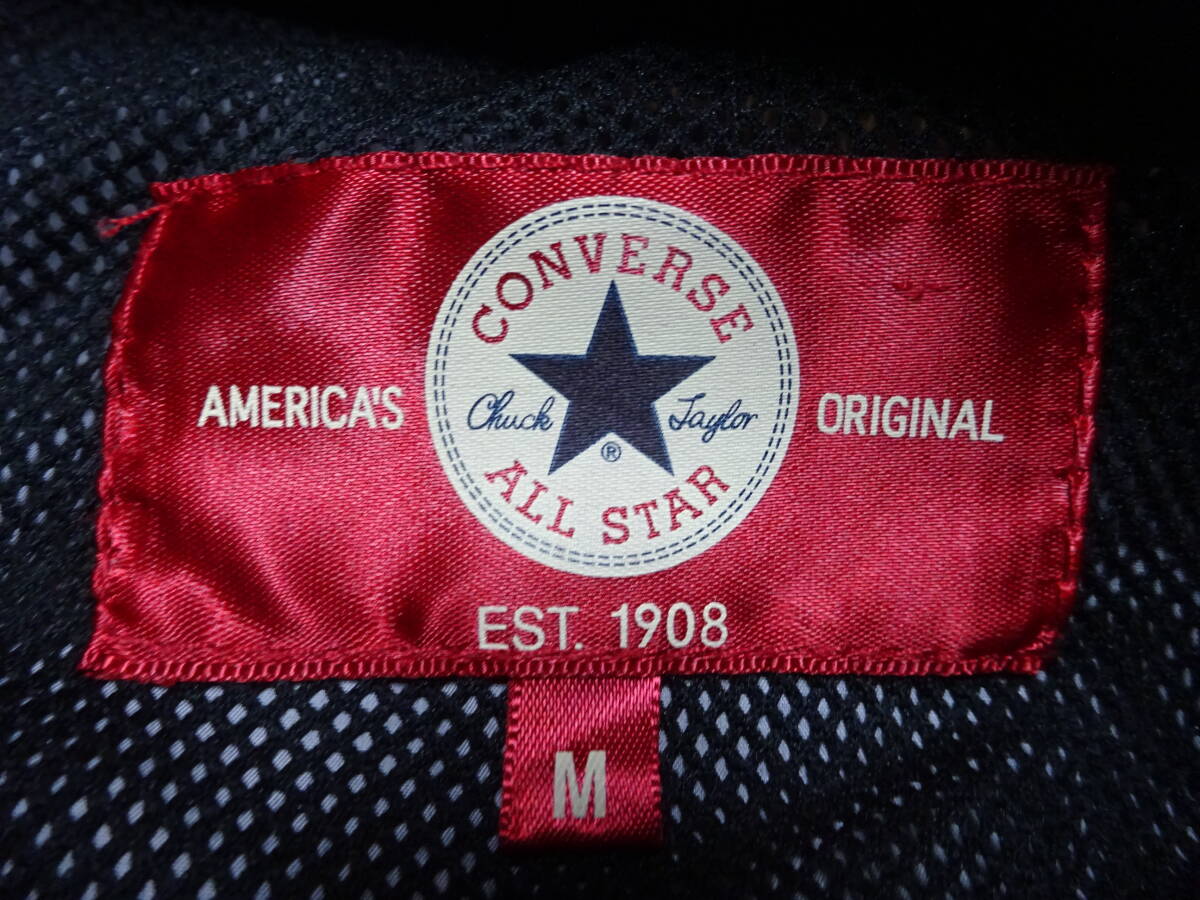 CONVERSE
AMERICA'S Chuck Taylor ORIGINAL
®
ALL STAR
EST. 1908
M